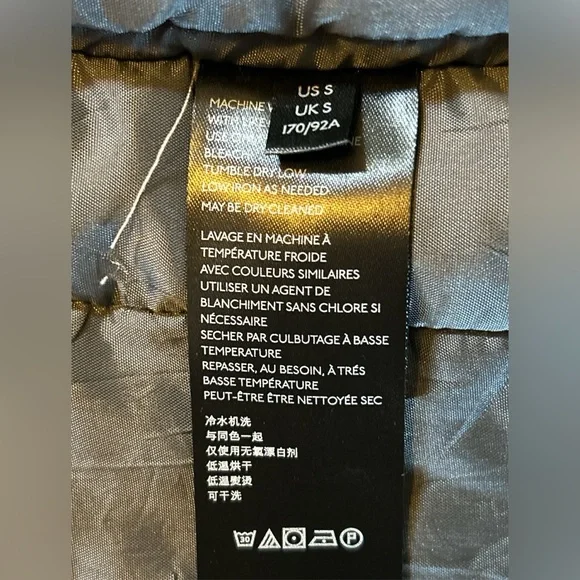 US S
UK S
170/92A
MACHINE
WITH LIKE
USE
NE
BLE
TUMBLE DRY LOW
LOW IRON AS NEEDED
MAY BE DRY CLEANED
LAVAGE EN MACHINE À
TEMPÉRATURE FROIDE
AVEC COULEURS SIMILAIRES
UTILISER UN AGENT DE
BLANCHIMENT SANS CHLORE SI
NÉCESSAIRE
SECHER PAR CULBUTAGE À BASSE
TEMPERATURE
REPASSER, AU BESOIN, À TRÉS
BASSE TEMPÉRATURE
PEUT-ÊTRE ÊTRE NETTOYÉE SEC
冷水机洗
与同色一起
仅使用无氯漂白剂
低温烘干
低温熨烫
可干洗
30 P